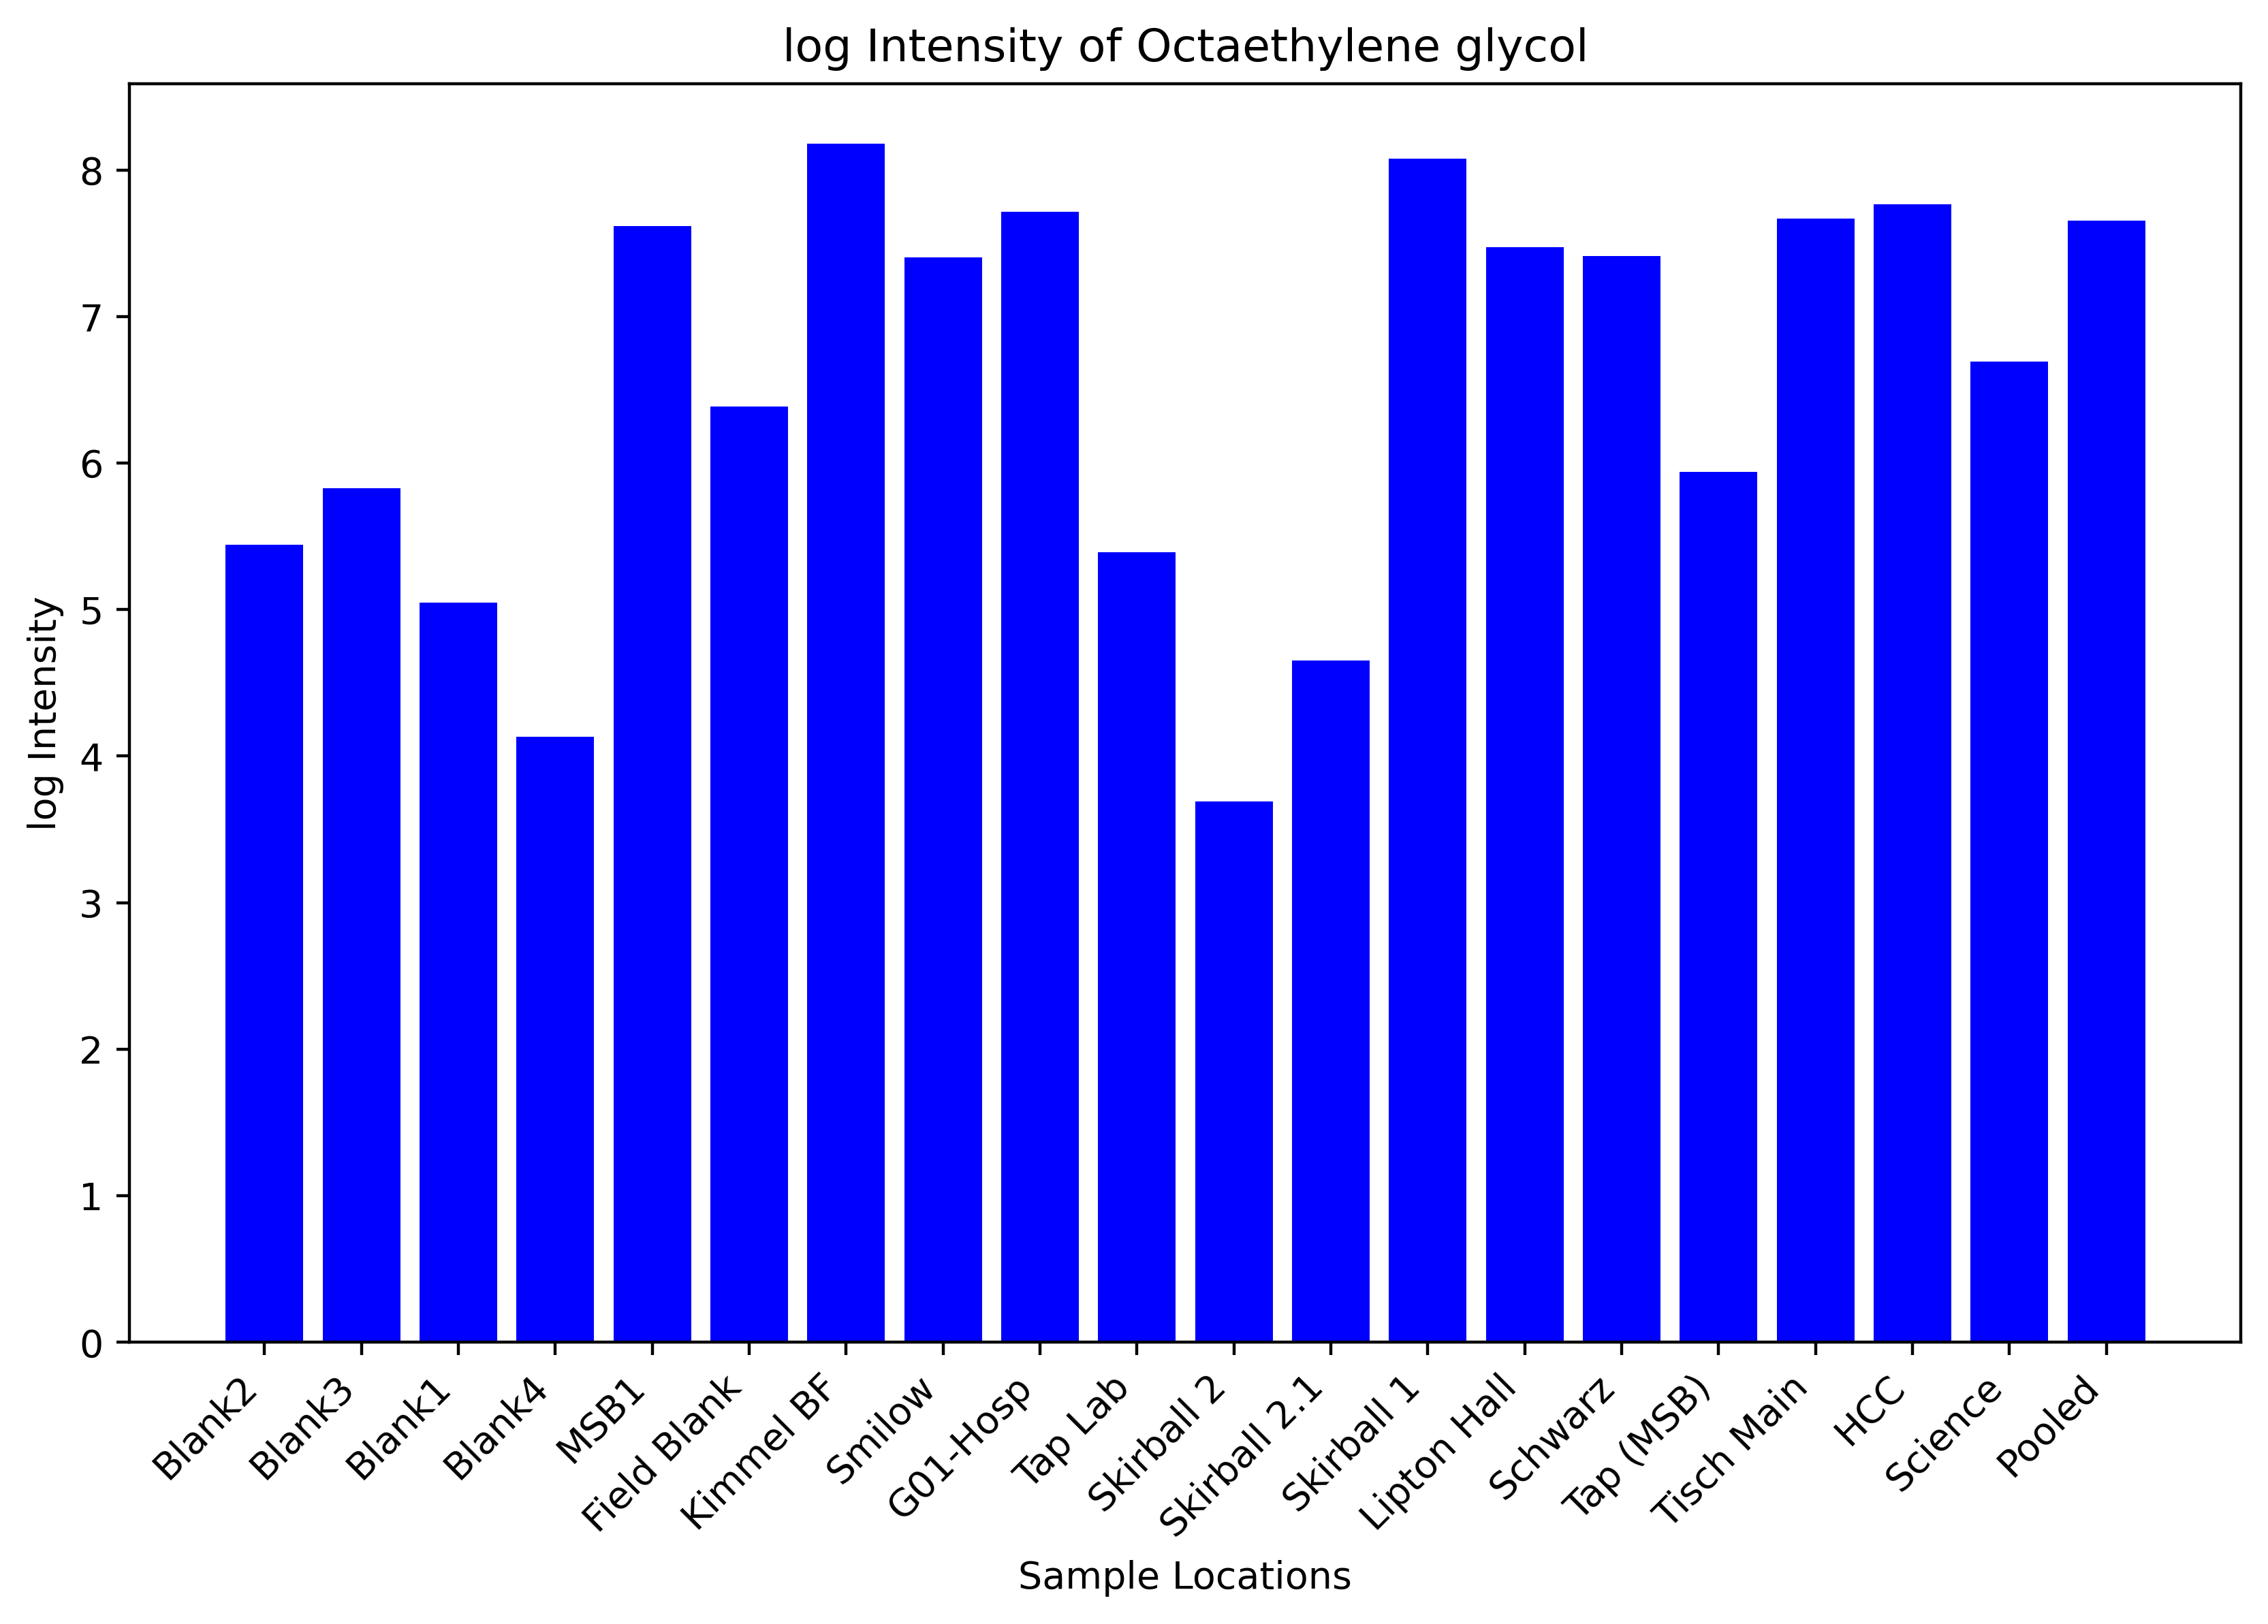 log Intensity of Octaethylene glycol
log Intensity
8
7
6
5
4
3
2
1
0
Blank2
Blank3
Blank1
Blank4
MSB1
Field Blank
Kimmel BF
Smilow
G01-Hosp
Tap Lab
Skirball 2
Skirball 2.1
Skirball 1
Lipton Hall
Schwarz
Tap (MSB)
Tisch Main
HCC
Science
Pooled
Sample Locations